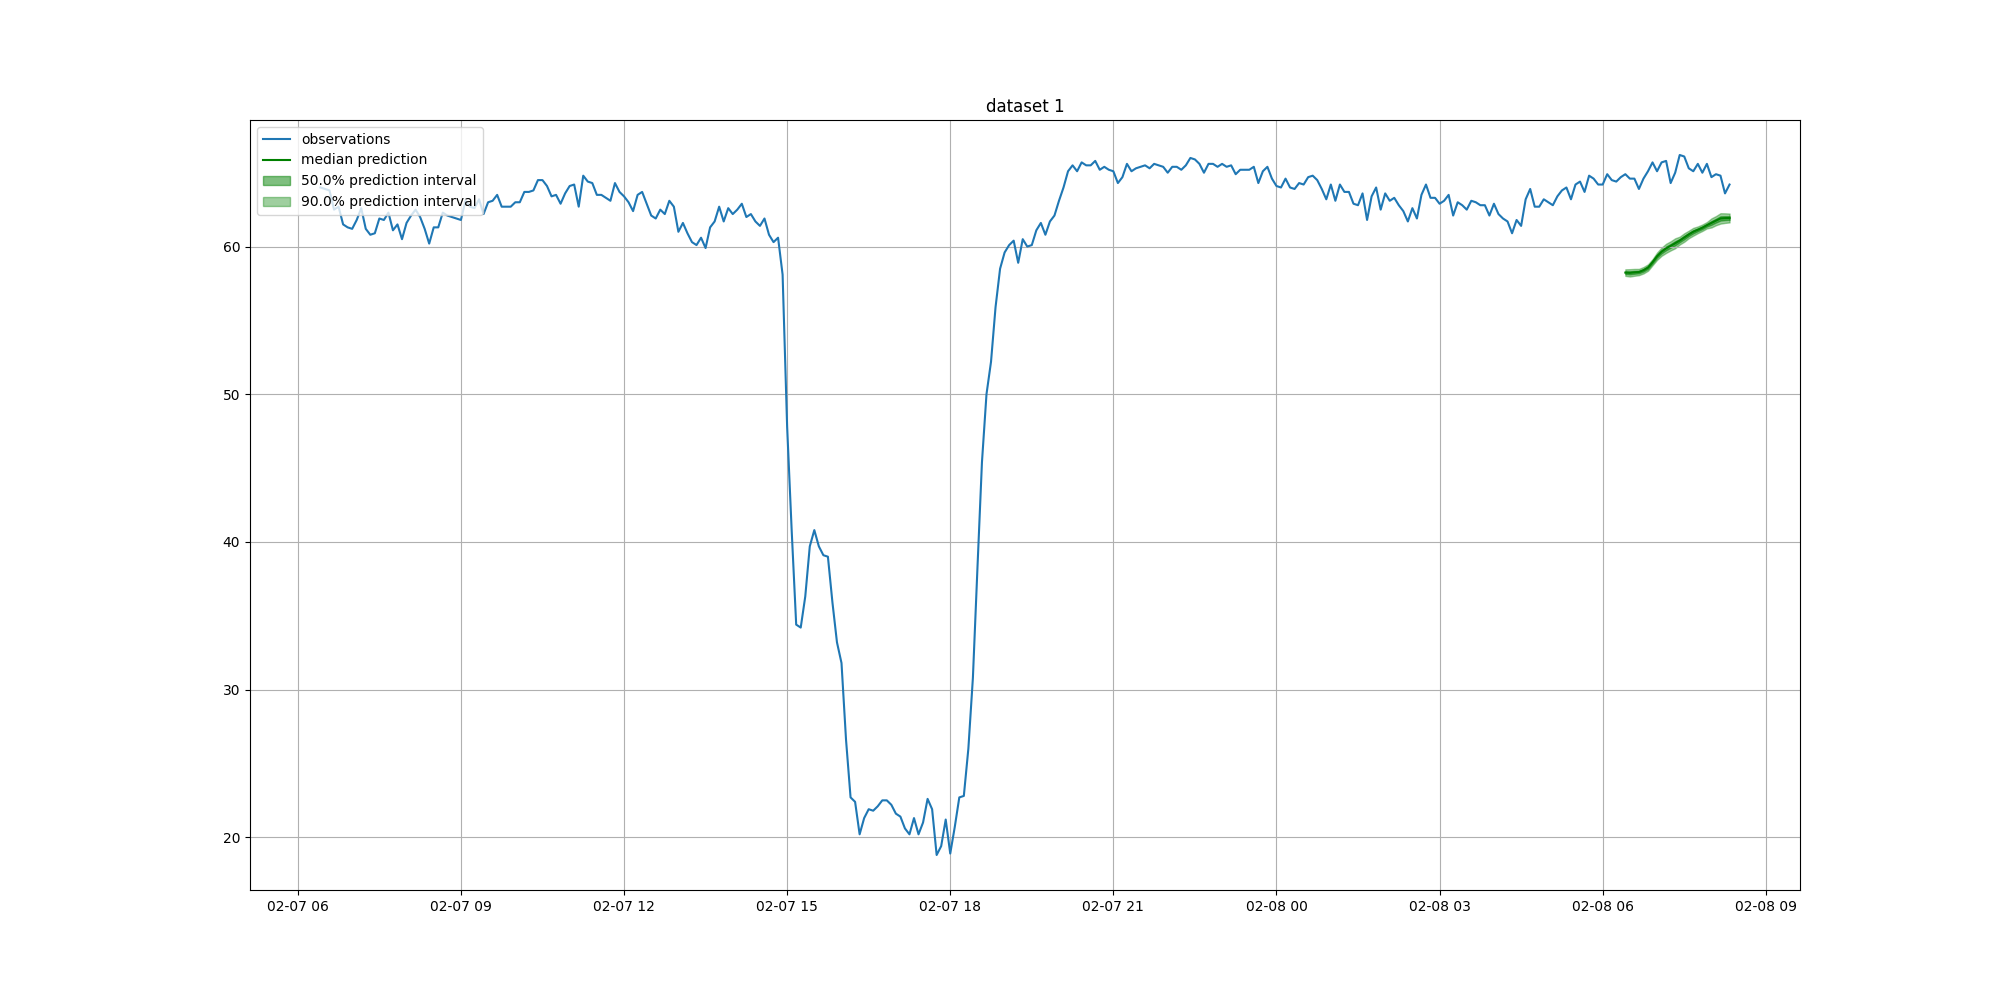 dataset 1
observations
median prediction
50.0% prediction interval
90.0% prediction interval
60
50
40
30
20
02-07 06 02-07 09 02-07 12 02-07 15 02-07 18 02-07 21 02-08 00 02-08 03 02-08 06 02-08 09